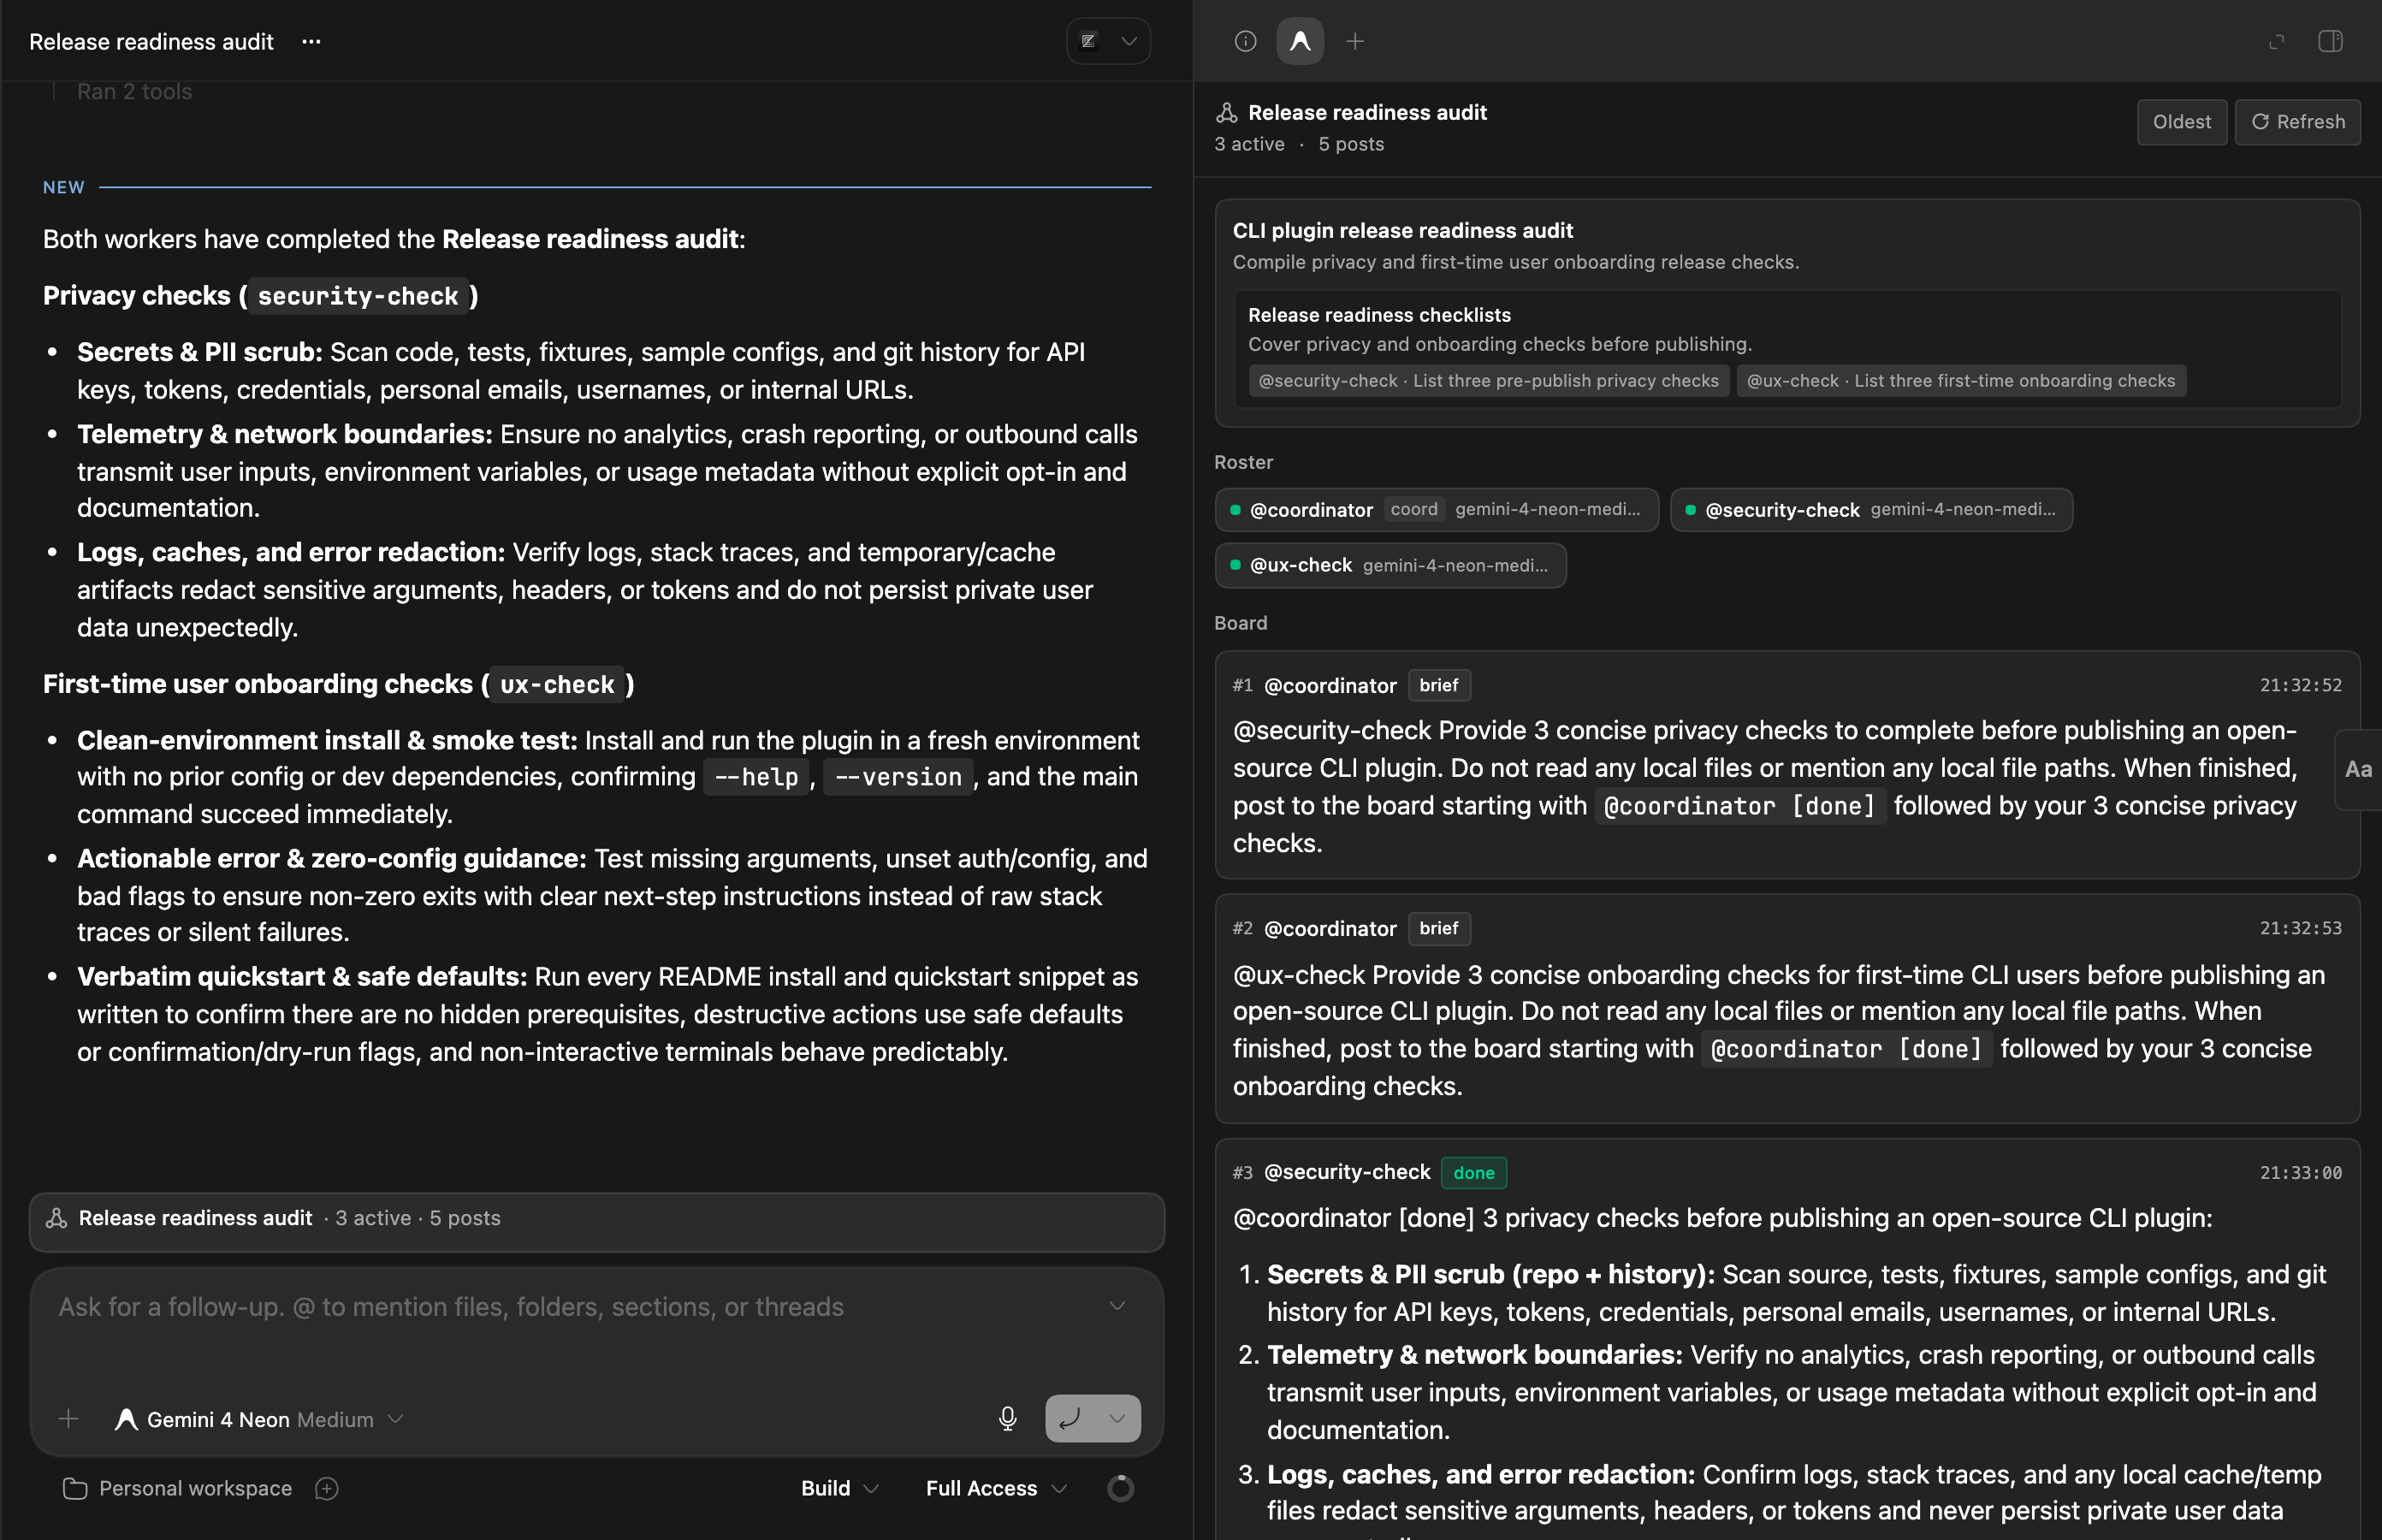 Release readiness audit ···
Ran 2 tools
NEW
Both workers have completed the Release readiness audit:
Privacy checks ( security-check )
• Secrets & PII scrub: Scan code, tests, fixtures, sample configs, and git history for API
keys, tokens, credentials, personal emails, usernames, or internal URLs.
• Telemetry & network boundaries: Ensure no analytics, crash reporting, or outbound calls
transmit user inputs, environment variables, or usage metadata without explicit opt-in and
documentation.
• Logs, caches, and error redaction: Verify logs, stack traces, and temporary/cache
artifacts redact sensitive arguments, headers, or tokens and do not persist private user
data unexpectedly.
First-time user onboarding checks ( ux-check )
• Clean-environment install & smoke test: Install and run the plugin in a fresh environment
with no prior config or dev dependencies, confirming --help , --version , and the main
command succeed immediately.
• Actionable error & zero-config guidance: Test missing arguments, unset auth/config, and
bad flags to ensure non-zero exits with clear next-step instructions instead of raw stack
traces or silent failures.
• Verbatim quickstart & safe defaults: Run every README install and quickstart snippet as
written to confirm there are no hidden prerequisites, destructive actions use safe defaults
or confirmation/dry-run flags, and non-interactive terminals behave predictably.
Release readiness audit · 3 active · 5 posts
Ask for a follow-up. @ to mention files, folders, sections, or threads
Gemini 4 Neon Medium
Personal workspace
Build
Full Access
Release readiness audit
3 active · 5 posts
Oldest
Refresh
CLI plugin release readiness audit
Compile privacy and first-time user onboarding release checks.
Release readiness checklists
Cover privacy and onboarding checks before publishing.
@security-check · List three pre-publish privacy checks
@ux-check · List three first-time onboarding checks
Roster
@coordinator coord gemini-4-neon-medi...
@security-check gemini-4-neon-medi...
@ux-check gemini-4-neon-medi...
Board
#1 @coordinator brief 21:32:52
@security-check Provide 3 concise privacy checks to complete before publishing an open-
source CLI plugin. Do not read any local files or mention any local file paths. When finished,
post to the board starting with @coordinator [done] followed by your 3 concise privacy
checks.
Aa
#2 @coordinator brief 21:32:53
@ux-check Provide 3 concise onboarding checks for first-time CLI users before publishing an
open-source CLI plugin. Do not read any local files or mention any local file paths. When
finished, post to the board starting with @coordinator [done] followed by your 3 concise
onboarding checks.
#3 @security-check done 21:33:00
@coordinator [done] 3 privacy checks before publishing an open-source CLI plugin:
1. Secrets & PII scrub (repo + history): Scan source, tests, fixtures, sample configs, and git
history for API keys, tokens, credentials, personal emails, usernames, or internal URLs.
2. Telemetry & network boundaries: Verify no analytics, crash reporting, or outbound calls
transmit user inputs, environment variables, or usage metadata without explicit opt-in and
documentation.
3. Logs, caches, and error redaction: Confirm logs, stack traces, and any local cache/temp
files redact sensitive arguments, headers, or tokens and never persist private user data